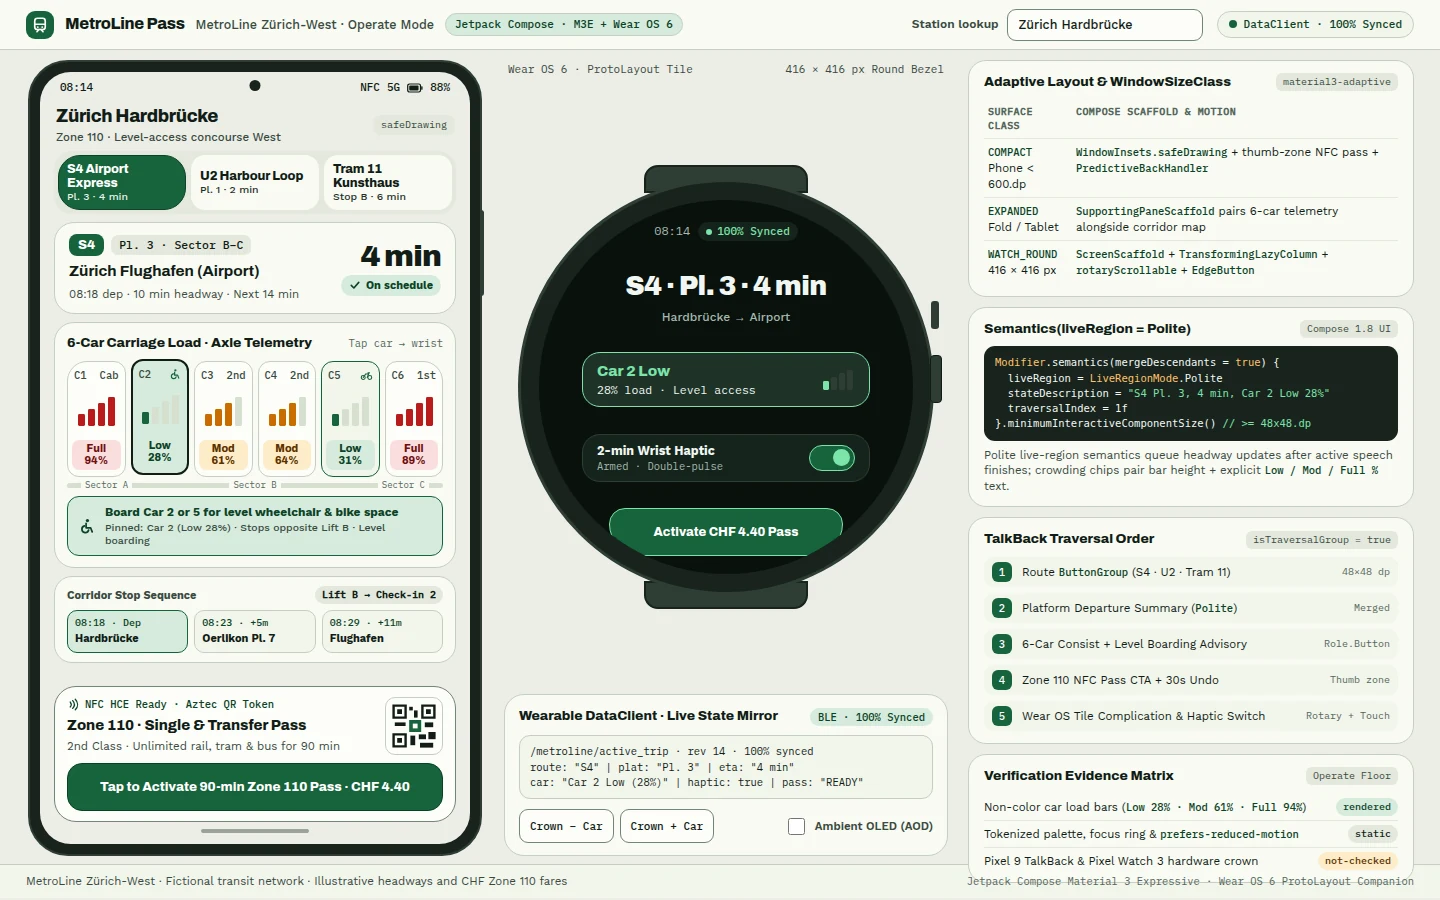 MetroLine Pass
MetroLine Zürich-West · Operate Mode
Jetpack Compose · M3E + Wear OS 6
Station lookup
Zürich Hardbrücke
DataClient · 100% Synced
08:14
NFC 5G 88%
Zürich Hardbrücke
Zone 110 · Level-access concourse West
safeDrawing
S4 Airport
Express
Pl. 3 · 4 min
U2 Harbour Loop
Pl. 1 · 2 min
Tram 11
Kunsthaus
Stop B · 6 min
S4
Pl. 3 · Sector B–C
Zürich Flughafen (Airport)
08:18 dep · 10 min headway · Next 14 min
4 min
On schedule
6-Car Carriage Load · Axle Telemetry
Tap car → wrist
C1 Cab
Full
94%
C2
Low
28%
C3 2nd
Mod
61%
C4 2nd
Mod
64%
C5
Low
31%
C6 1st
Full
89%
Sector A
Sector B
Sector C
Board Car 2 or 5 for level wheelchair & bike space
Pinned: Car 2 (Low 28%) · Stops opposite Lift B · Level
boarding
Corridor Stop Sequence
Lift B → Check-in 2
08:18 · Dep
Hardbrücke
08:23 · +5m
Oerlikon Pl. 7
08:29 · +11m
Flughafen
NFC HCE Ready · Aztec QR Token
Zone 110 · Single & Transfer Pass
2nd Class · Unlimited rail, tram & bus for 90 min
Tap to Activate 90-min Zone 110 Pass · CHF 4.40
Wear OS 6 · ProtoLayout Tile
416 × 416 px Round Bezel
08:14
100% Synced
S4 · Pl. 3 · 4 min
Hardbrücke → Airport
Car 2 Low
28% load · Level access
2-min Wrist Haptic
Armed · Double-pulse
Activate CHF 4.40 Pass
Wearable DataClient · Live State Mirror
BLE · 100% Synced
/metroline/active_trip · rev 14 · 100% synced
route: "S4" | plat: "Pl. 3" | eta: "4 min"
car: "Car 2 Low (28%)" | haptic: true | pass: "READY"
Crown − Car
Crown + Car
Ambient OLED (AOD)
Adaptive Layout & WindowSizeClass
material3-adaptive
SURFACE
CLASS
COMPOSE SCAFFOLD & MOTION
COMPACT
Phone <
600.dp
WindowInsets.safeDrawing + thumb-zone NFC pass +
PredictiveBackHandler
EXPANDED
Fold / Tablet
SupportingPaneScaffold pairs 6-car telemetry
alongside corridor map
WATCH_ROUND
416 × 416 px
ScreenScaffold + TransformingLazyColumn +
rotaryScrollable + EdgeButton
Semantics(liveRegion = Polite)
Compose 1.8 UI
Modifier.semantics(mergeDescendants = true) {
liveRegion = LiveRegionMode.Polite
stateDescription = "S4 Pl. 3, 4 min, Car 2 Low 28%"
traversalIndex = 1f
}.minimumInteractiveComponentSize() // >= 48x48.dp
Polite live-region semantics queue headway updates after active speech
finishes; crowding chips pair bar height + explicit Low / Mod / Full %
text.
TalkBack Traversal Order
isTraversalGroup = true
1 Route ButtonGroup (S4 · U2 · Tram 11) 48×48 dp
2 Platform Departure Summary (Polite) Merged
3 6-Car Consist + Level Boarding Advisory Role.Button
4 Zone 110 NFC Pass CTA + 30s Undo Thumb zone
5 Wear OS Tile Complication & Haptic Switch Rotary + Touch
Verification Evidence Matrix
Operate Floor
Non-color car load bars (Low 28% · Mod 61% · Full 94%) rendered
Tokenized palette, focus ring & prefers-reduced-motion static
Pixel 9 TalkBack & Pixel Watch 3 hardware crown not-checked
MetroLine Zürich-West · Fictional transit network · Illustrative headways and CHF Zone 110 fares
Jetpack Compose Material 3 Expressive · Wear OS 6 ProtoLayout Companion